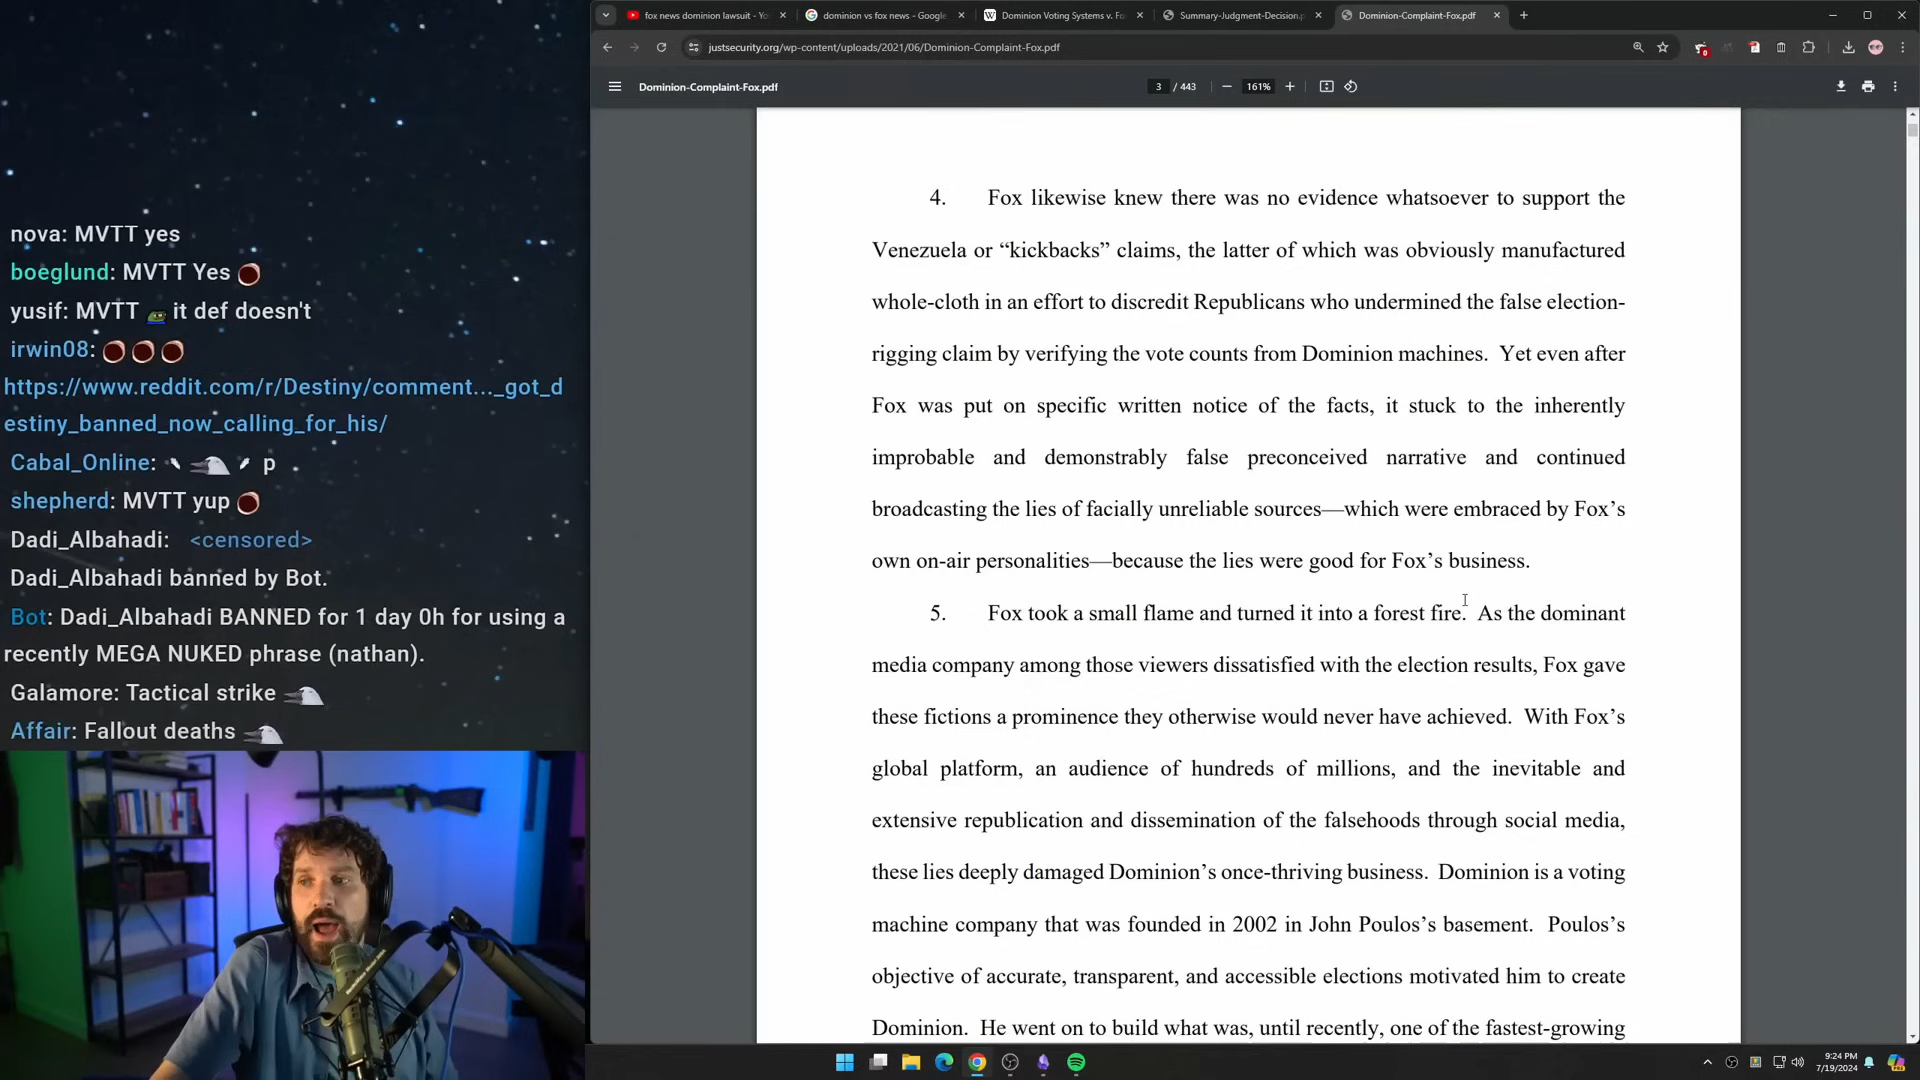 fox news dominion lawsuit - Yo
dominion vs fox news - Google
Dominion Voting Systems v. Fo
Summary-Judgment-Decision.p
Dominion-Complaint-Fox.pdf
justsecurity.org/wp-content/uploads/2021/06/Dominion-Complaint-Fox.pdf
Dominion-Complaint-Fox.pdf
3 / 443
161%
nova: MVTT yes
boeglund: MVTT Yes
yusif: MVTT it def doesn't
irwin08:
https://www.reddit.com/r/Destiny/comment..._got_d
estiny_banned_now_calling_for_his/
Cabal_Online: p
shepherd: MVTT yup
Dadi_Albahadi: <censored>
Dadi_Albahadi banned by Bot.
Bot: Dadi_Albahadi BANNED for 1 day 0h for using a
recently MEGA NUKED phrase (nathan).
Galamore: Tactical strike
Affair: Fallout deaths
4. Fox likewise knew there was no evidence whatsoever to support the
Venezuela or “kickbacks” claims, the latter of which was obviously manufactured
whole-cloth in an effort to discredit Republicans who undermined the false election-
rigging claim by verifying the vote counts from Dominion machines. Yet even after
Fox was put on specific written notice of the facts, it stuck to the inherently
improbable and demonstrably false preconceived narrative and continued
broadcasting the lies of facially unreliable sources—which were embraced by Fox’s
own on-air personalities—because the lies were good for Fox’s business.
5. Fox took a small flame and turned it into a forest fire. As the dominant
media company among those viewers dissatisfied with the election results, Fox gave
these fictions a prominence they otherwise would never have achieved. With Fox’s
global platform, an audience of hundreds of millions, and the inevitable and
extensive republication and dissemination of the falsehoods through social media,
these lies deeply damaged Dominion’s once-thriving business. Dominion is a voting
machine company that was founded in 2002 in John Poulos’s basement. Poulos’s
objective of accurate, transparent, and accessible elections motivated him to create
Dominion. He went on to build what was, until recently, one of the fastest-growing
9:24 PM
7/19/2024